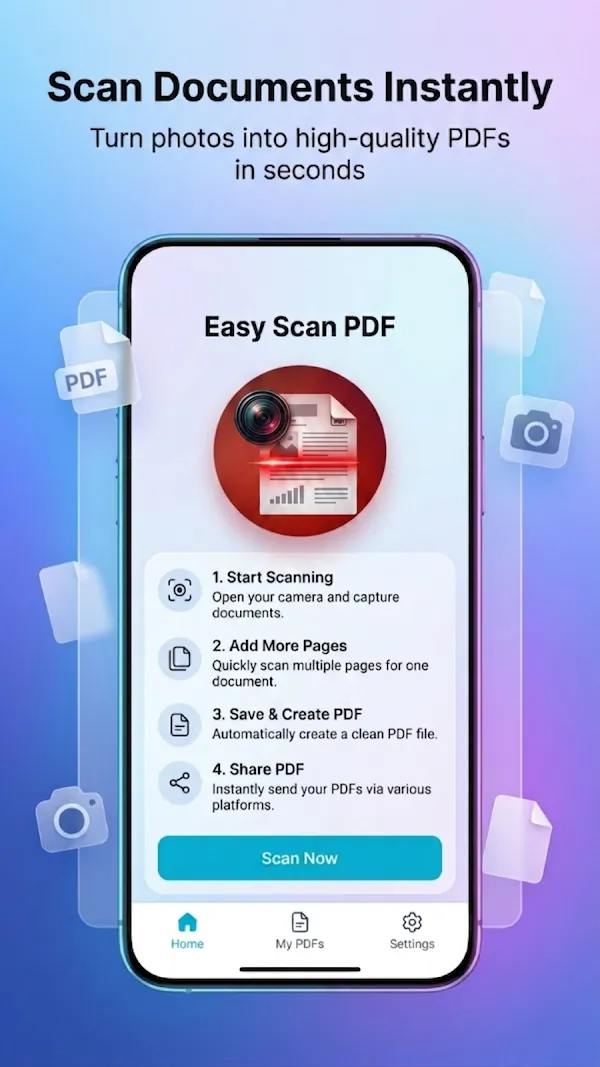 Scan Documents Instantly
Turn photos into high-quality PDFs
in seconds
Easy Scan PDF
PDF
1. Start Scanning
Open your camera and capture
documents.
2. Add More Pages
Quickly scan multiple pages for one
document.
3. Save & Create PDF
Automatically create a clean PDF file.
4. Share PDF
Instantly send your PDFs via various
platforms.
Scan Now
Home
My PDFs
Settings